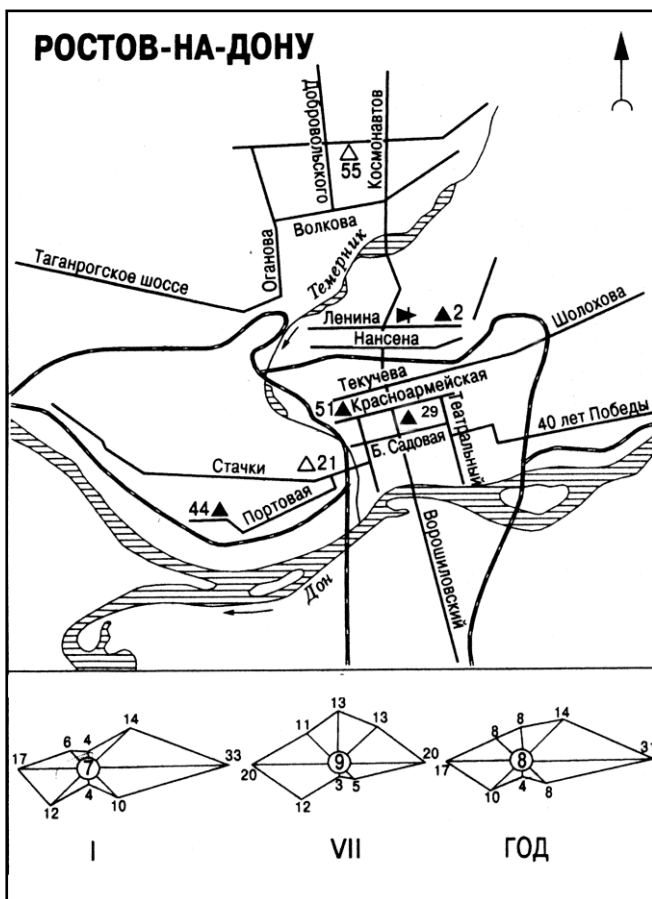 РОСТОВ-НА-ДОНУ
Добровольского
Космонавтов
55
Волкова
Оганова
Темерник
Таганрогское шоссе
Ленина
2
Нансена
Шолохова
Текучева
Красноармейская
51
29
Театральный
40 лет Победы
Б. Садовая
Стачки
21
44
Портовая
Ворошиловский
Дон
14
6
4
17
7
33
12
4
10
I
13
11
13
20
9
20
12
3
5
VII
14
8
8
17
8
31
10
4
8
ГОД